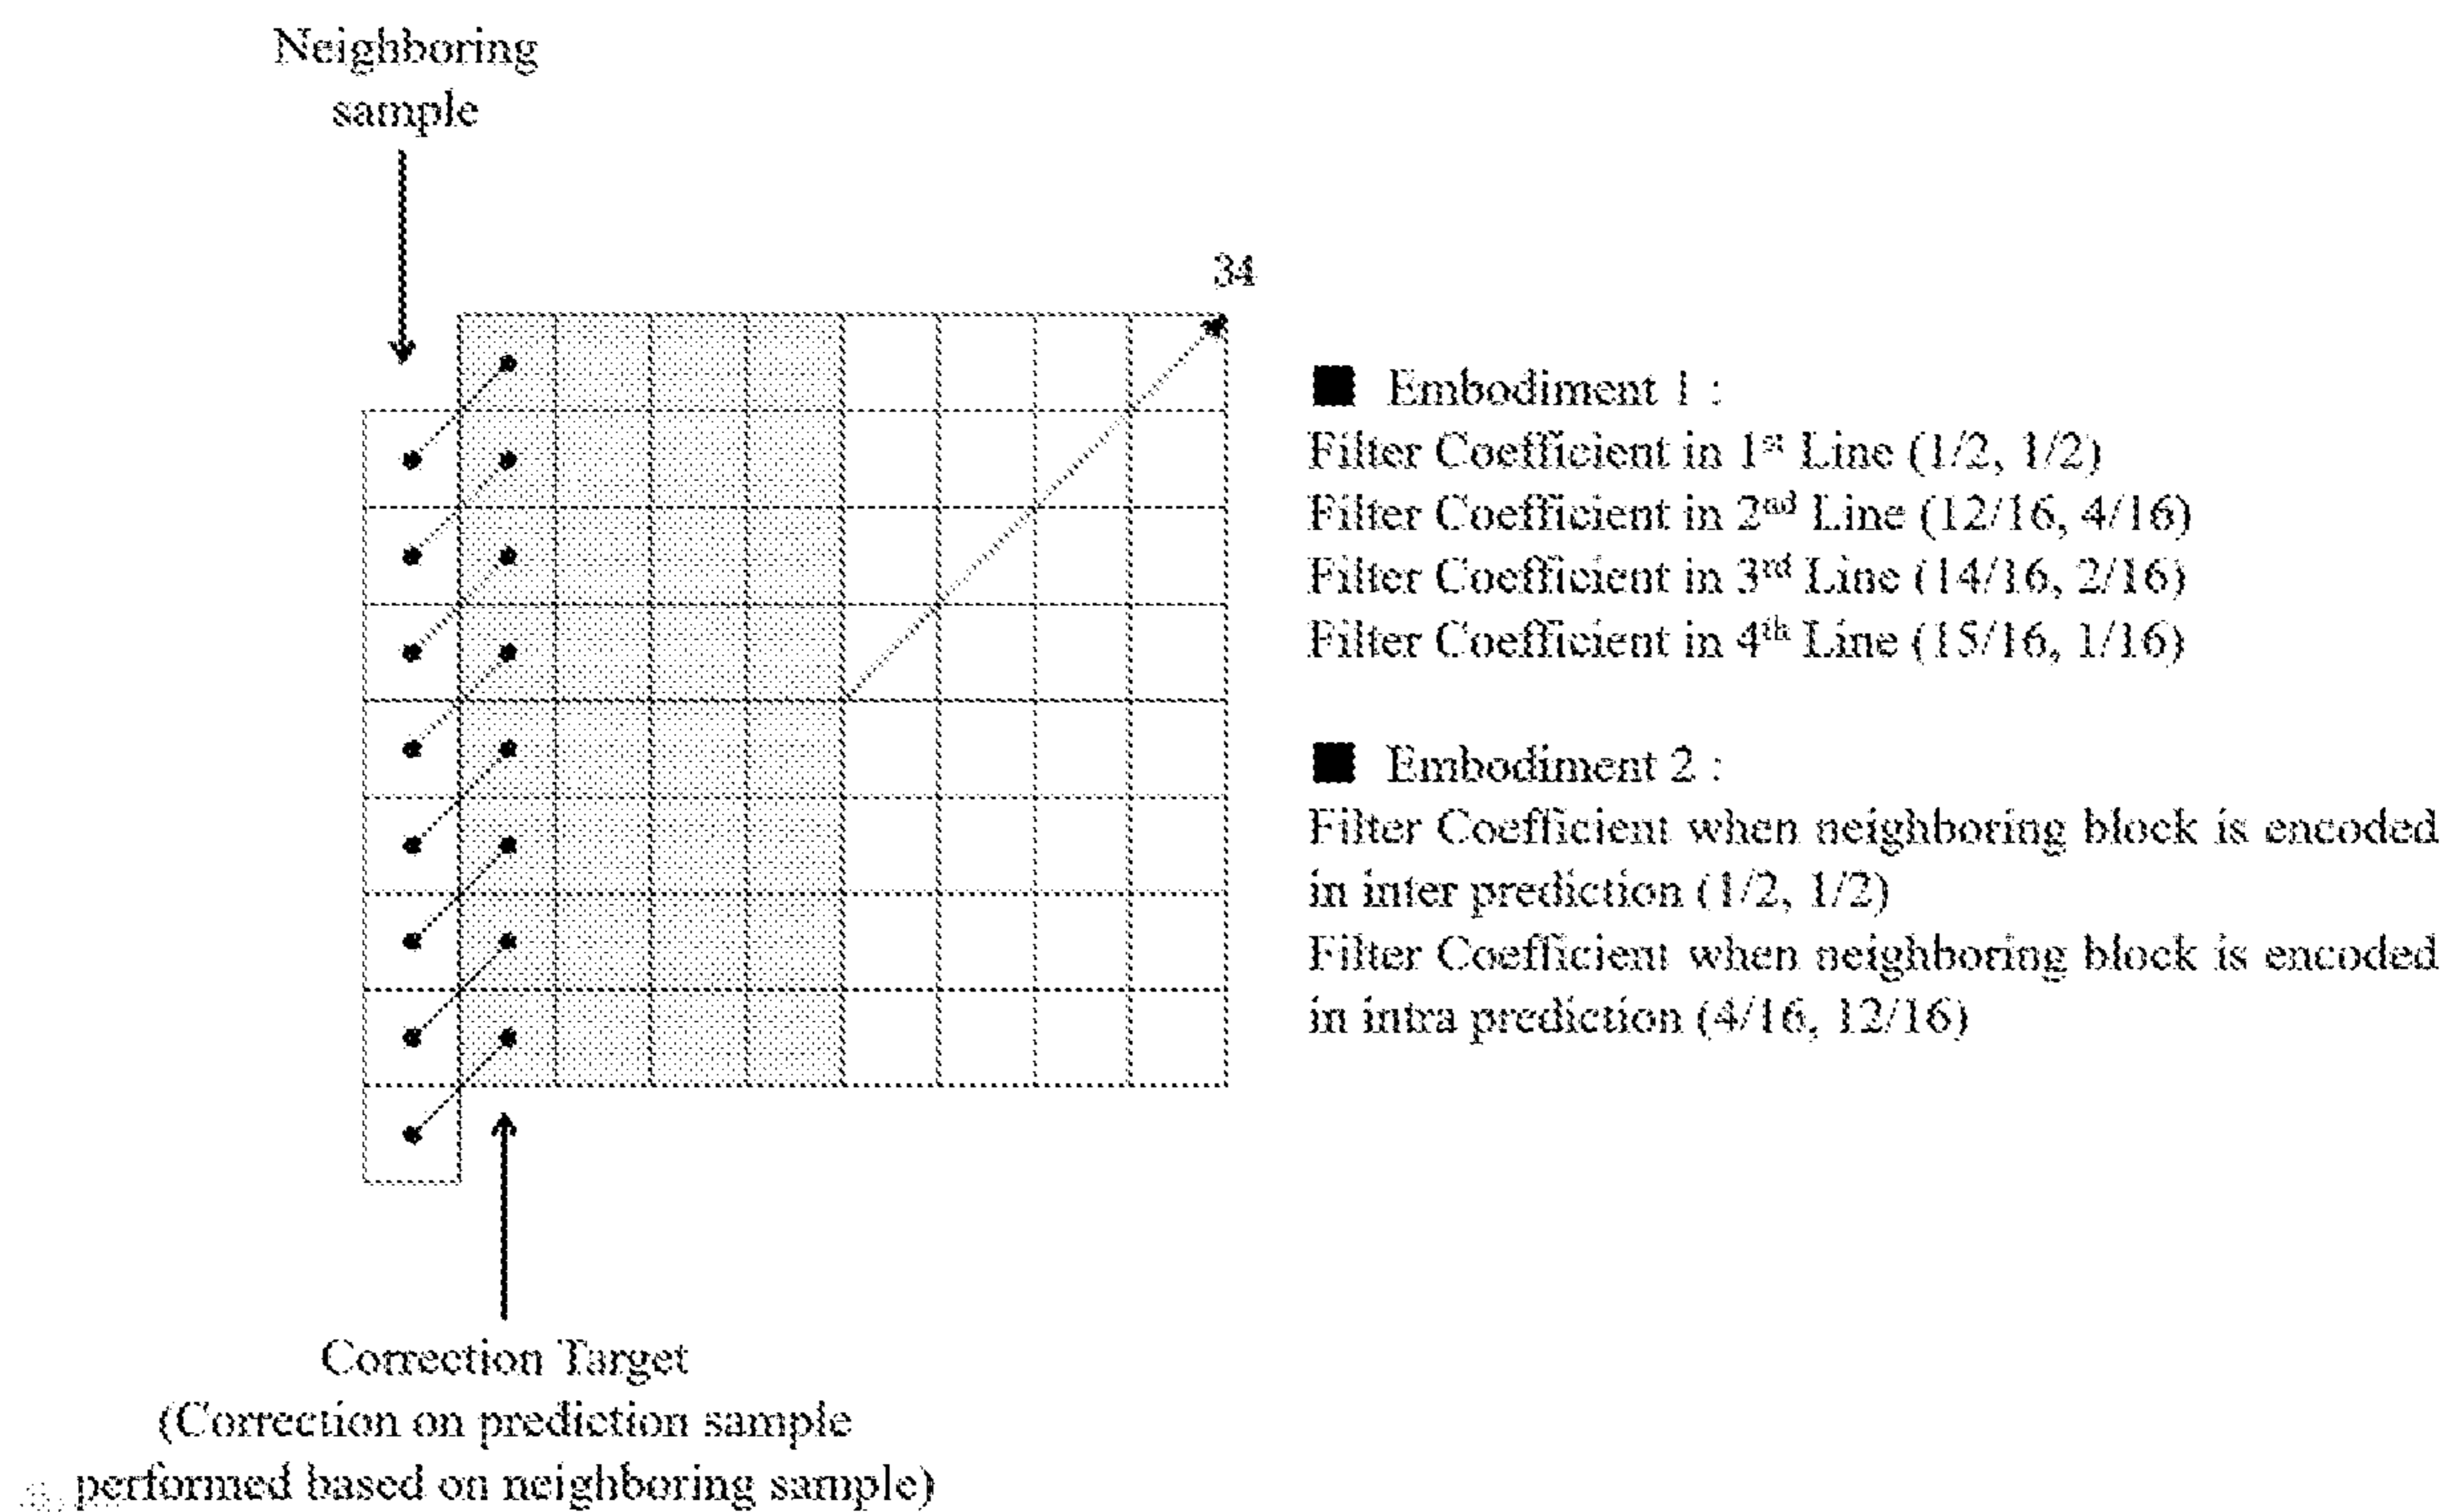 Neighboring
sample
34
■ Embodiment 1 :
Filter Coefficient in 1st Line (1/2, 1/2)
Filter Coefficient in 2nd Line (12/16, 4/16)
Filter Coefficient in 3rd Line (14/16, 2/16)
Filter Coefficient in 4th Line (15/16, 1/16)
■ Embodiment 2 :
Filter Coefficient when neighboring block is encoded
in inter prediction (1/2, 1/2)
Filter Coefficient when neighboring block is encoded
in intra prediction (4/16, 12/16)
Correction Target
(Correction on prediction sample
performed based on neighboring sample)